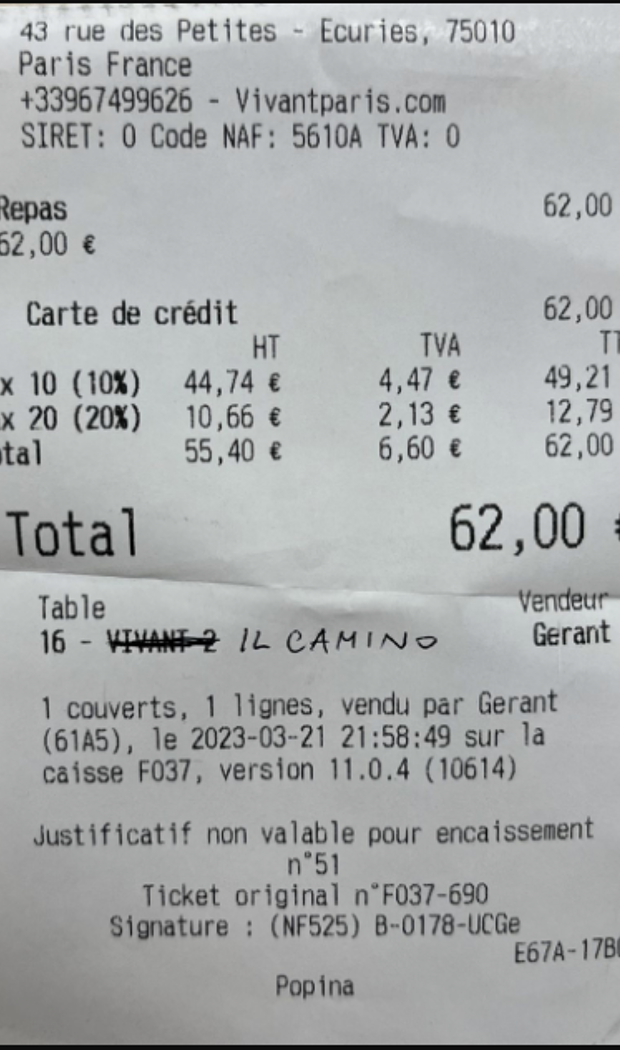 43 rue des Petites - Ecuries, 75010
Paris France
+33967499626 - Vivantparis.com
SIRET: 0 Code NAF: 5610A TVA: 0
Repas 62,00
62,00 €
Carte de crédit 62,00
HT TVA TT
x 10 (10%) 44,74 € 4,47 € 49,21
x 20 (20%) 10,66 € 2,13 € 12,79
otal 55,40 € 6,60 € 62,00
Total 62,00 €
Table Vendeur
16 - VIVANT 2 IL CAMINO Gerant
1 couverts, 1 lignes, vendu par Gerant
(61A5), le 2023-03-21 21:58:49 sur la
caisse F037, version 11.0.4 (10614)
Justificatif non valable pour encaissement
n°51
Ticket original n°F037-690
Signature : (NF525) B-0178-UCGe
E67A-17B
Popina